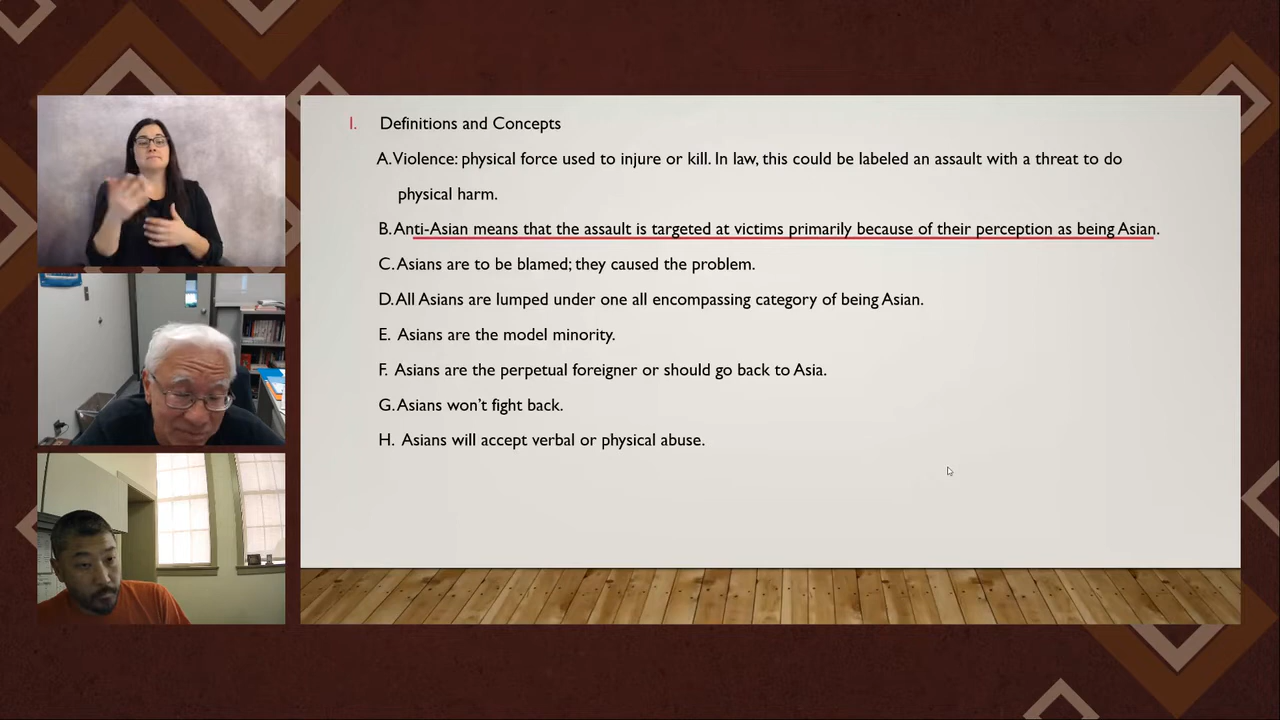 I. Definitions and Concepts
A. Violence: physical force used to injure or kill. In law, this could be labeled an assault with a threat to do
physical harm.
B. Anti-Asian means that the assault is targeted at victims primarily because of their perception as being Asian.
C. Asians are to be blamed; they caused the problem.
D. All Asians are lumped under one all encompassing category of being Asian.
E. Asians are the model minority.
F. Asians are the perpetual foreigner or should go back to Asia.
G. Asians won’t fight back.
H. Asians will accept verbal or physical abuse.